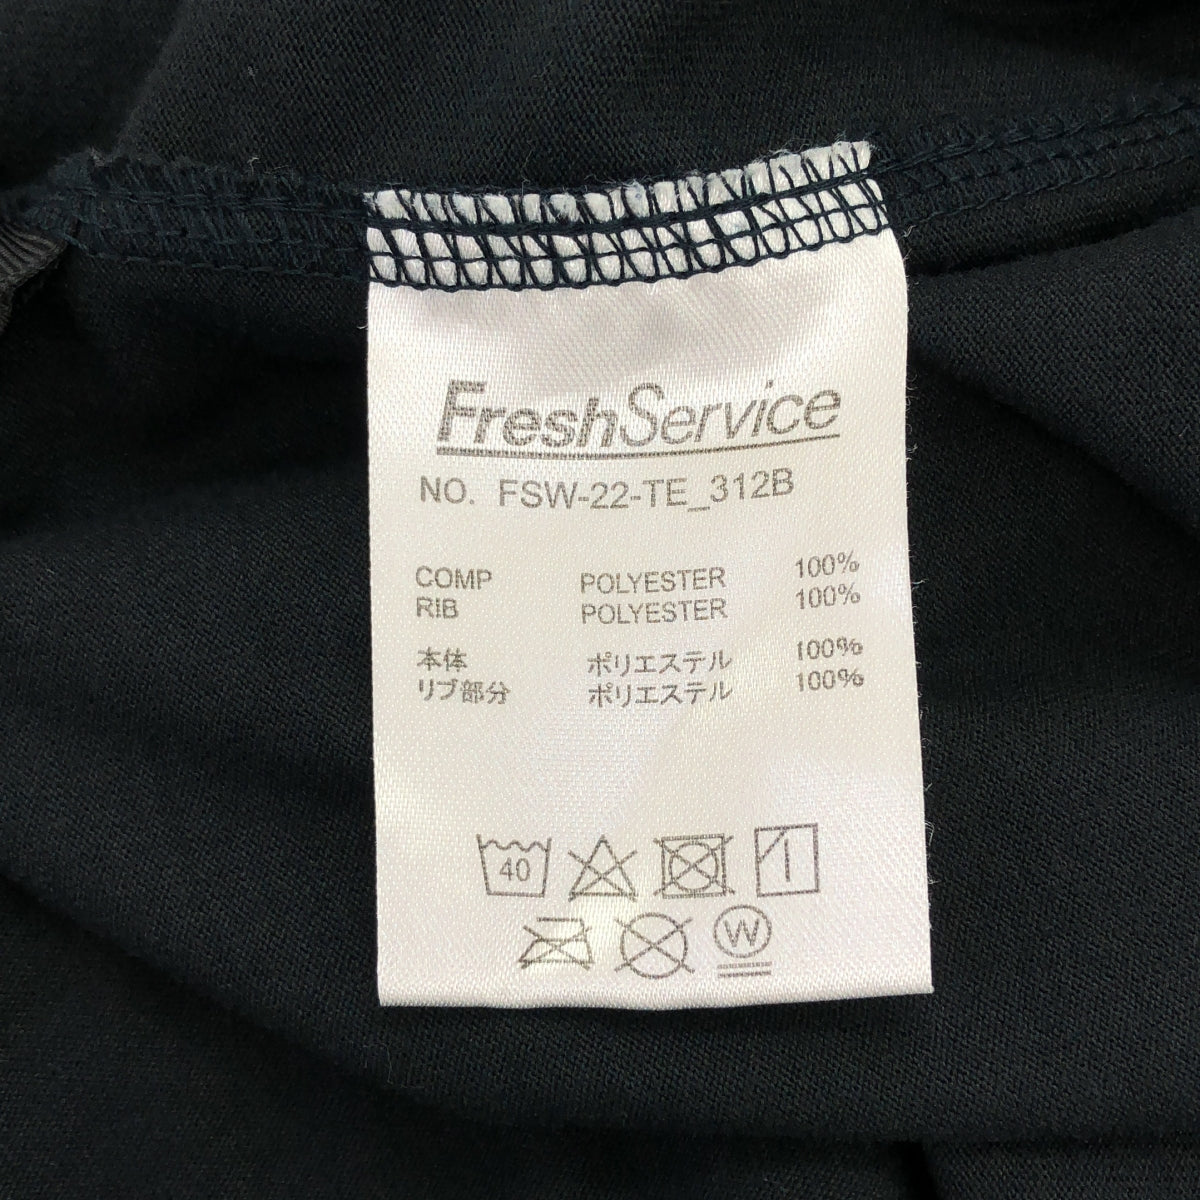 FreshService
NO. FSW-22-TE_312B
COMP POLYESTER 100%
RIB POLYESTER 100%
本体 ポリエステル 100%
リブ部分 ポリエステル 100%
40
W